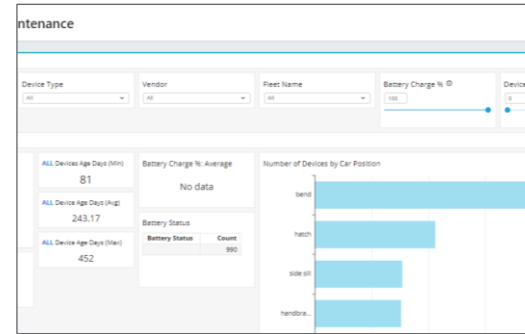 ntenance
Device Type
Vendor
Fleet Name
Battery Charge %
Device
All
All
All
100
0
ALL Devices Age Days (Min)
81
ALL Device Age Days (Avg)
243.17
ALL Device Age Days (Max)
452
Battery Charge %: Average
No data
Battery Status
Battery Status Count
990
Number of Devices by Car Position
bend
hatch
side sill
handbra...